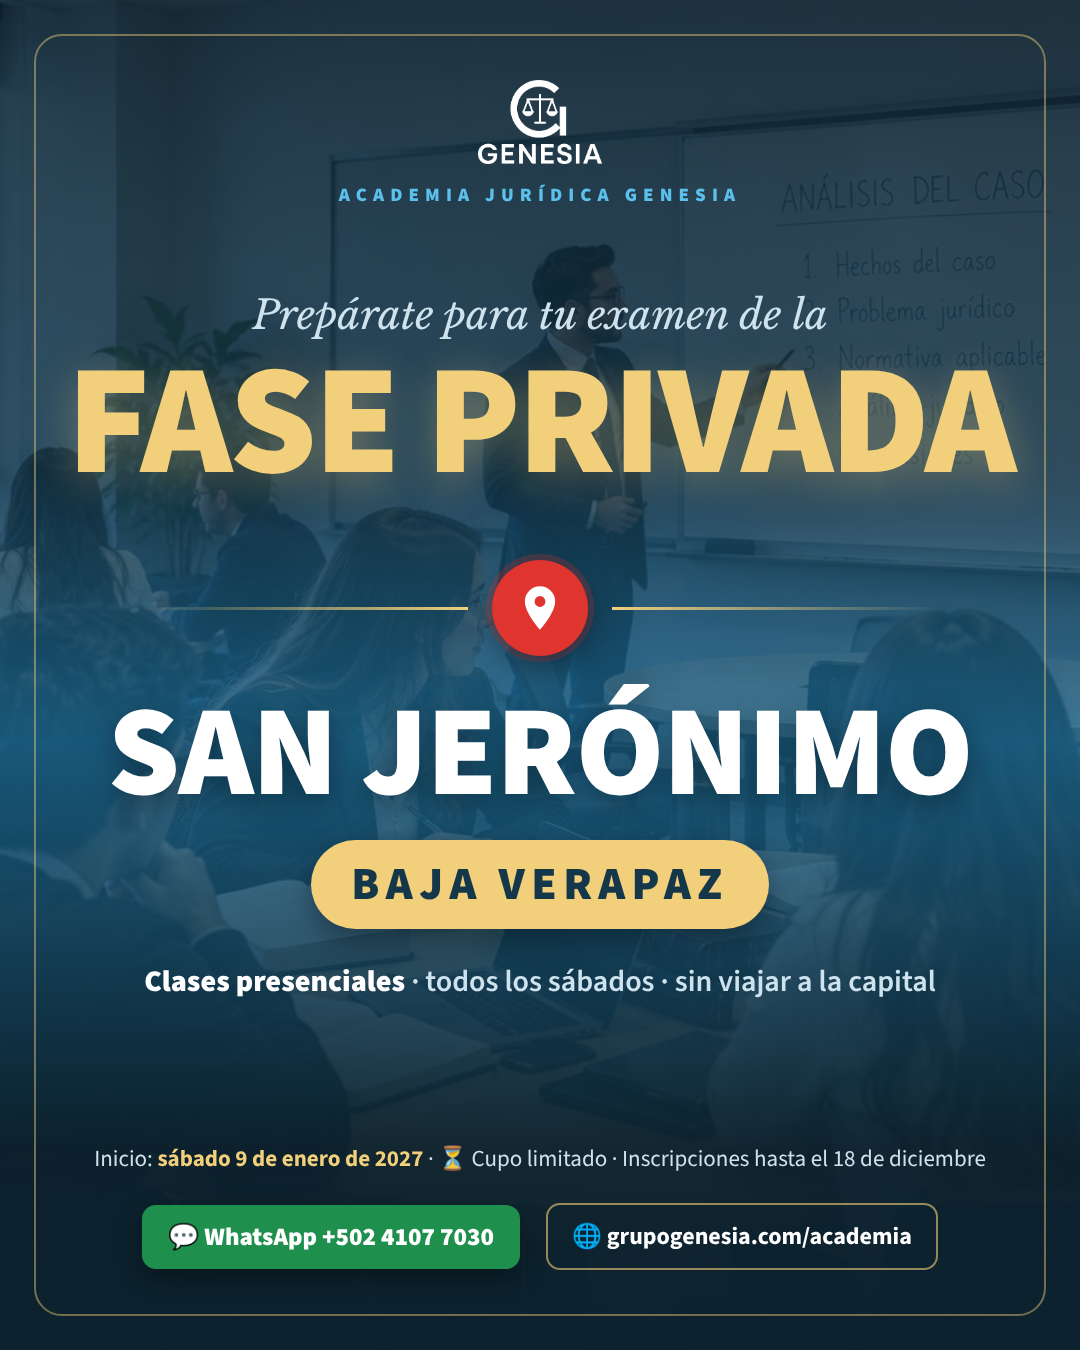 GENESIA
ACADEMIA JURÍDICA GENESIA
ANÁLISIS DEL CASO
1. Hechos del caso
Problema jurídico
3. Normativa aplicable
Prepárate para tu examen de la
FASE PRIVADA
SAN JERÓNIMO
BAJA VERAPAZ
Clases presenciales · todos los sábados · sin viajar a la capital
Inicio: sábado 9 de enero de 2027 · ⏳ Cupo limitado · Inscripciones hasta el 18 de diciembre
💬 WhatsApp +502 4107 7030
🌐 grupogenesia.com/academia